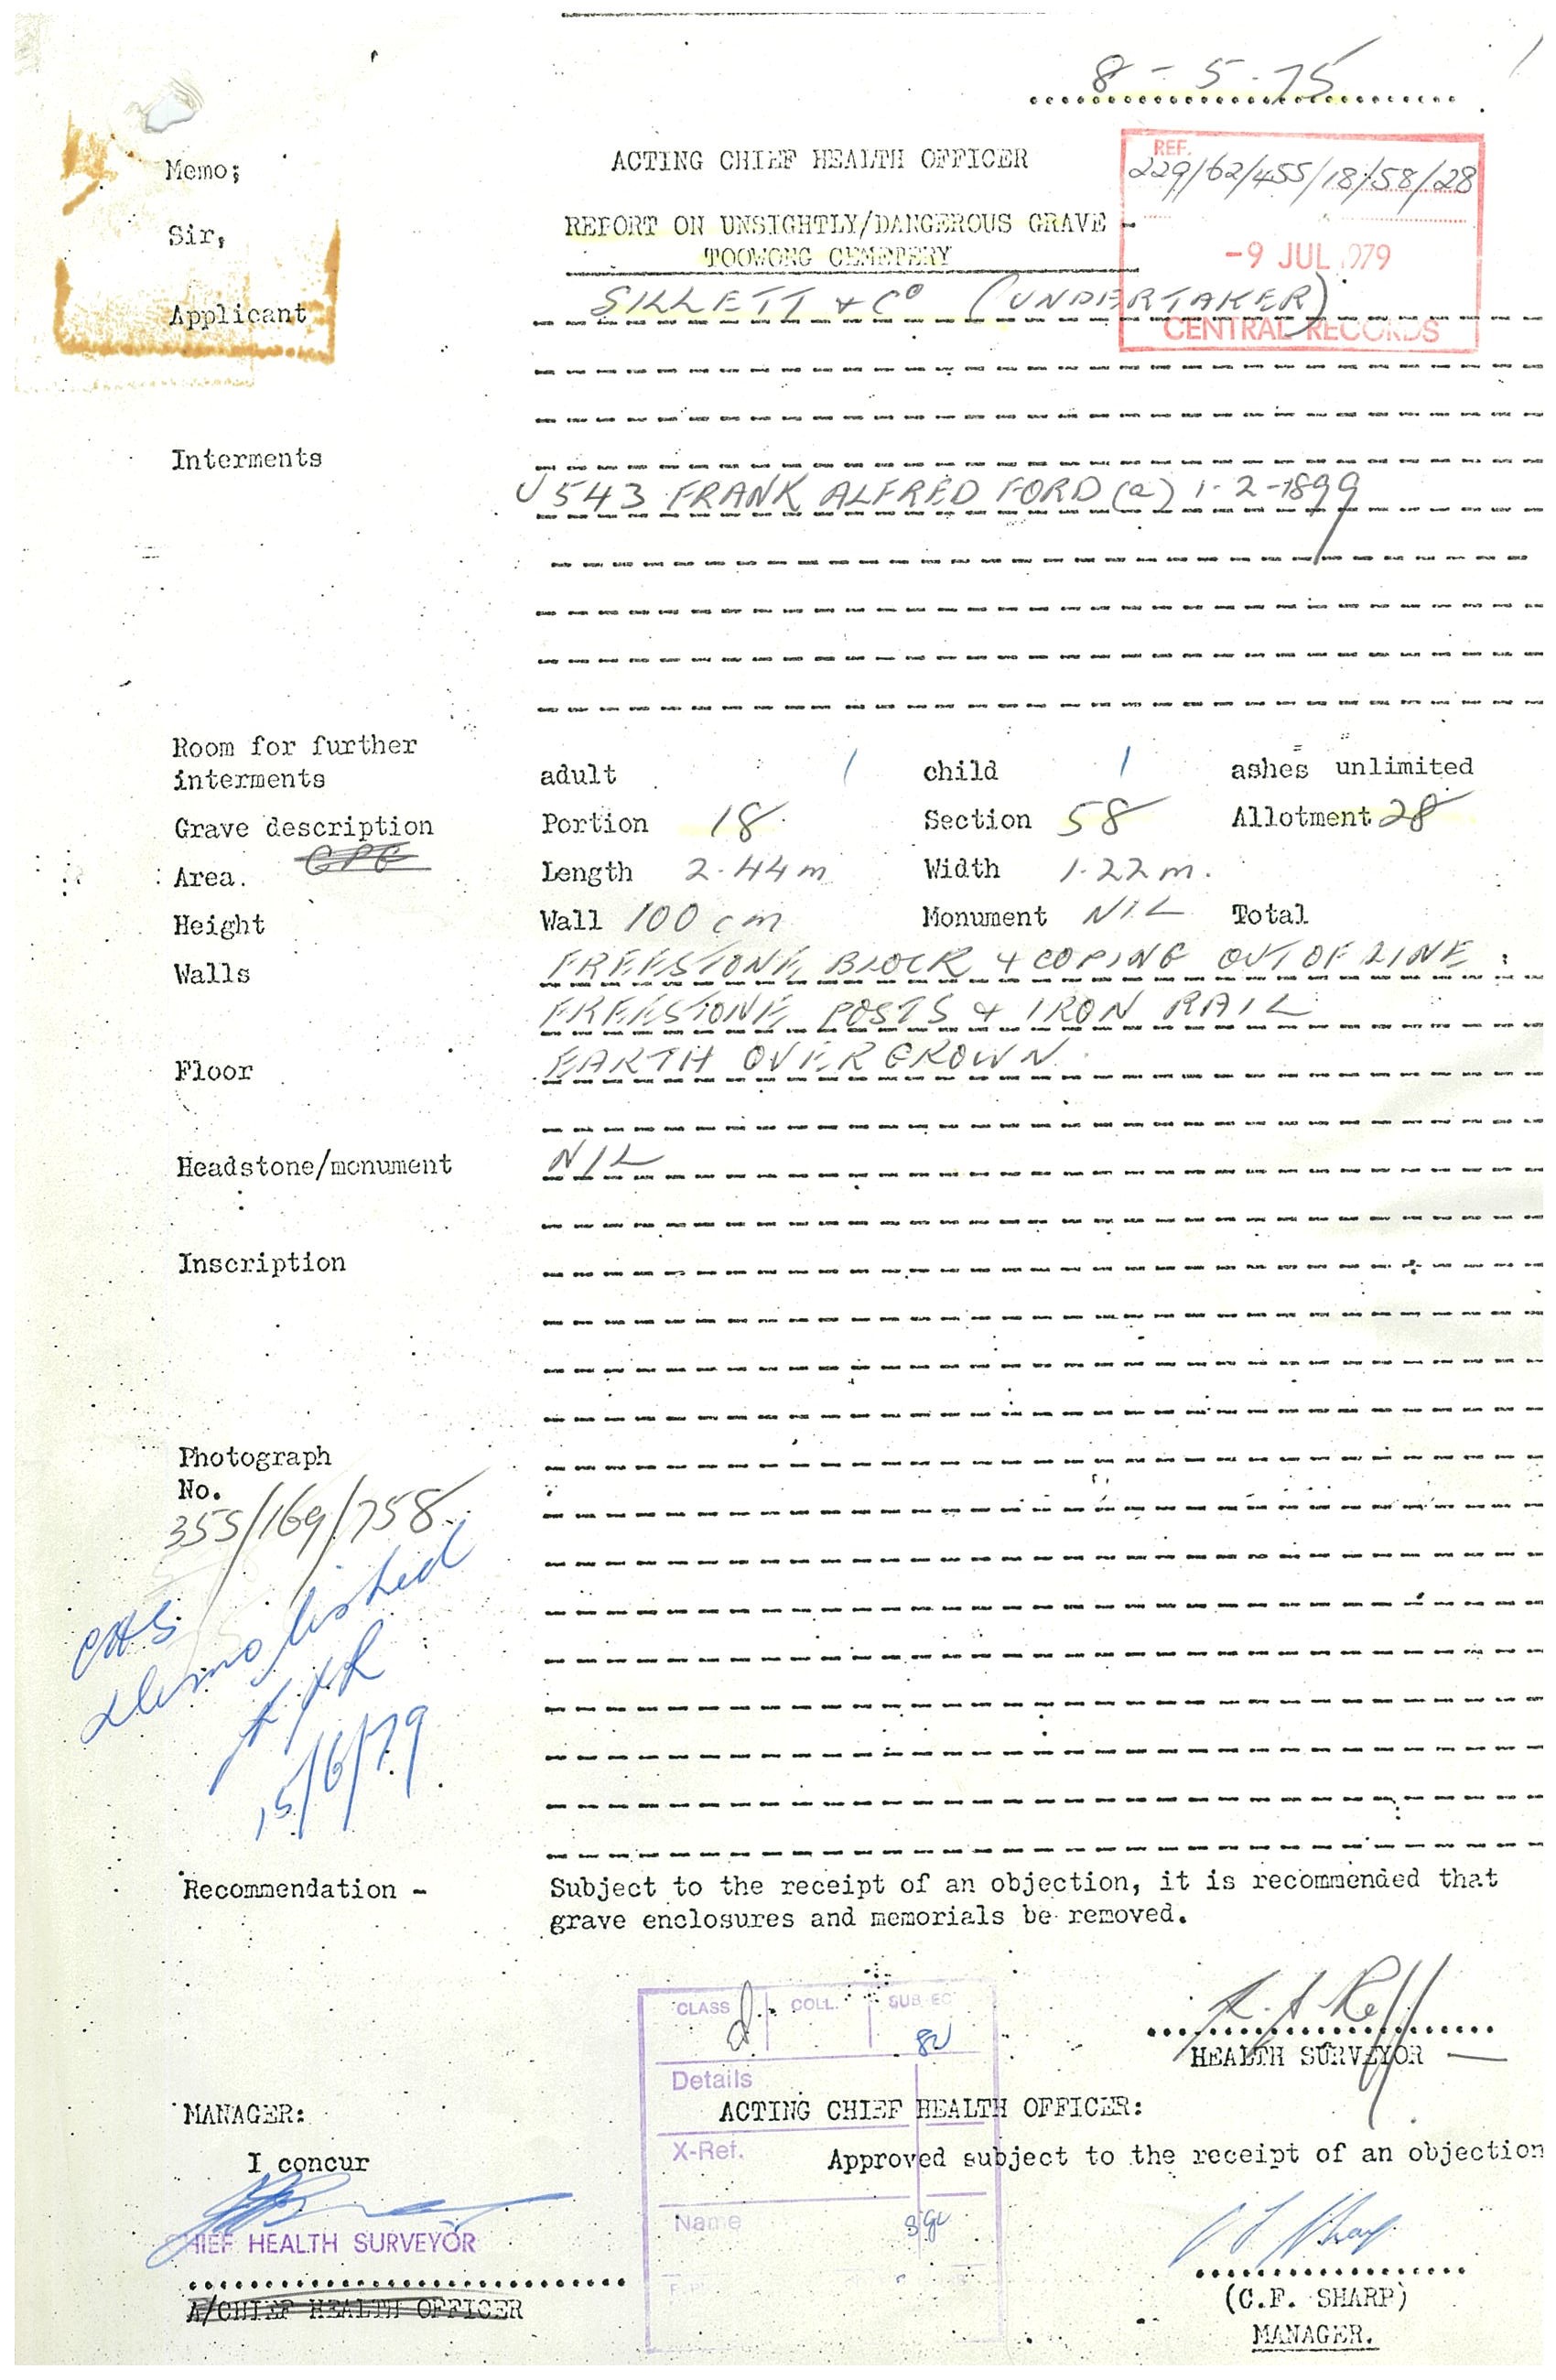 8-5-75
Memo;
ACTING CHIEF HEALTH OFFICER
REF.
229/62/455/18/58/28
Sir,
REPORT ON UNSIGHTLY/DANGEROUS GRAVE -
TOOWONG CEMETERY
-9 JUL 1979
CENTRAL RECORDS
Applicant SILLETT & Co (UNDERTAKER)
Interments
543 FRANK ALFRED FORD (a) 1-2-1899
Room for further
interments adult 1 child 1 ashes unlimited
Grave description Portion 18 Section 58 Allotment 28
Area. Length 2.44m Width 1.22m.
Height Wall 100 cm Monument NIL Total
Walls FREESTONE BLOCK & COPING OUT OF LINE
FREESTONE POSTS & IRON RAIL
Floor EARTH OVERGROWN
Headstone/monument NIL
Inscription
Photograph
No.
355/169/758
CHS
demolished
15/6/79
Recommendation - Subject to the receipt of an objection, it is recommended that
grave enclosures and memorials be removed.
CLASS COLL. SUBJECT
HEALTH SURVEYOR
Details
MANAGER: ACTING CHIEF HEALTH OFFICER:
X-Ref.
I concur Approved subject to the receipt of an objection
Name
CHIEF HEALTH SURVEYOR
A/CHIEF HEALTH OFFICER
(C.F. SHARP)
MANAGER.